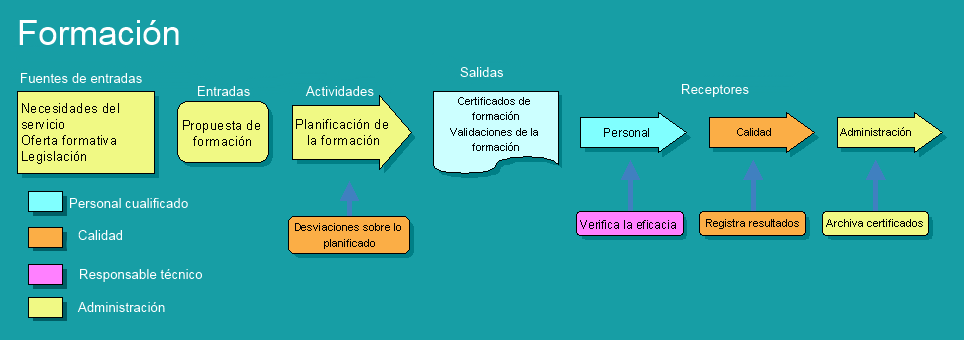 Formación
Fuentes de entradas
Necesidades del
servicio
Oferta formativa
Legislación
Entradas
Propuesta de
formación
Actividades
Planificación de
la formación
Salidas
Certificados de
formación
Validaciones de la
formación
Receptores
Personal
Calidad
Administración
Desviaciones sobre lo
planificado
Verifica la eficacia
Registra resultados
Archiva certificados
Personal cualificado
Calidad
Responsable técnico
Administración